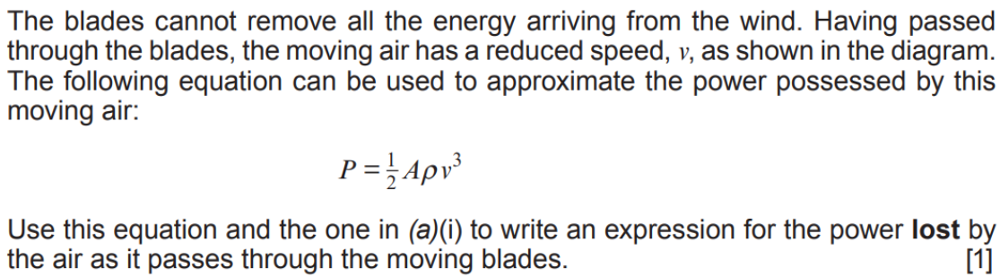 The blades cannot remove all the energy arriving from the wind. Having passed
through the blades, the moving air has a reduced speed, v, as shown in the diagram.
The following equation can be used to approximate the power possessed by this
moving air:
P = ½ Aρv³
Use this equation and the one in (a)(i) to write an expression for the power lost by
the air as it passes through the moving blades. [1]